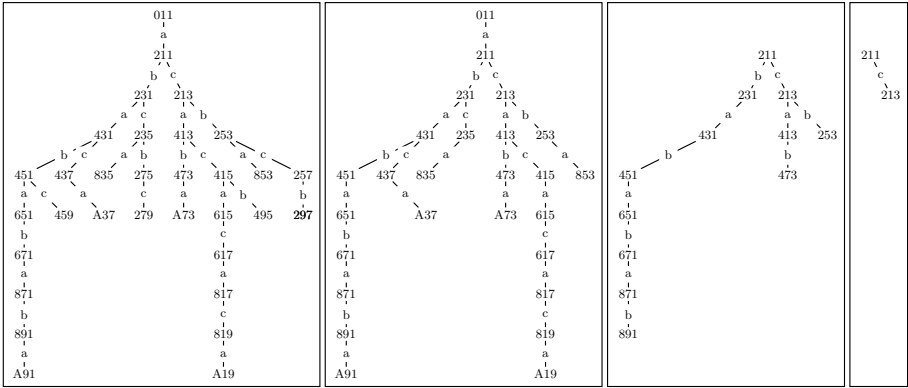 011
a
211
b c
231 213
a c a b
431 235 413 253
b c a b b c a c
451 437 835 275 473 415 853 257
a c a c a a b b
651 459 A37 279 A73 615 495 297
b c
671 617
a a
871 817
b c
891 819
a a
A91 A19
011
a
211
b c
231 213
a c a b
431 235 413 253
b c a b c a
451 437 835 473 415 853
a a a a
651 A37 A73 615
b c
671 617
a a
871 817
b c
891 819
a a
A91 A19
211
b c
231 213
a a b
431 413 253
b b
451 473
a
651
b
671
a
871
b
891
211
c
213